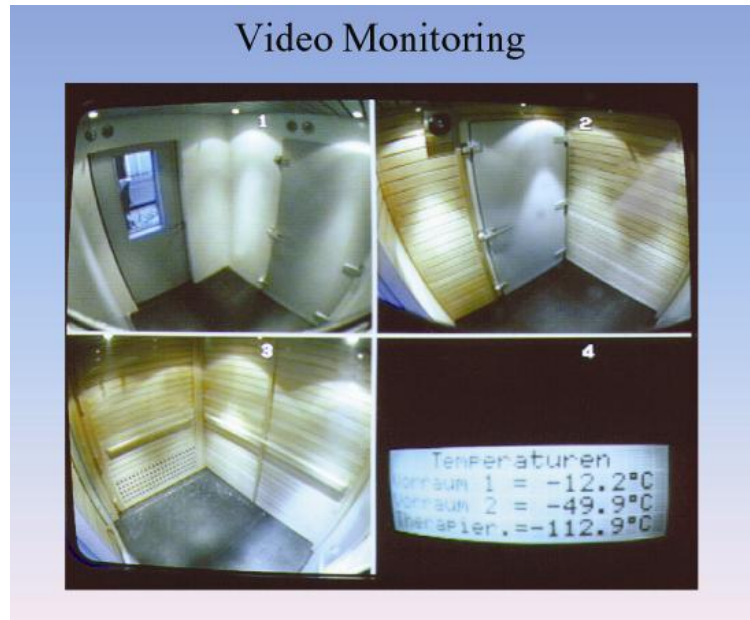 Video Monitoring
1
2
3
4
Temperaturen
Vorraum 1 = -12.2°C
Vorraum 2 = -49.9°C
Therapier.=-112.9°C